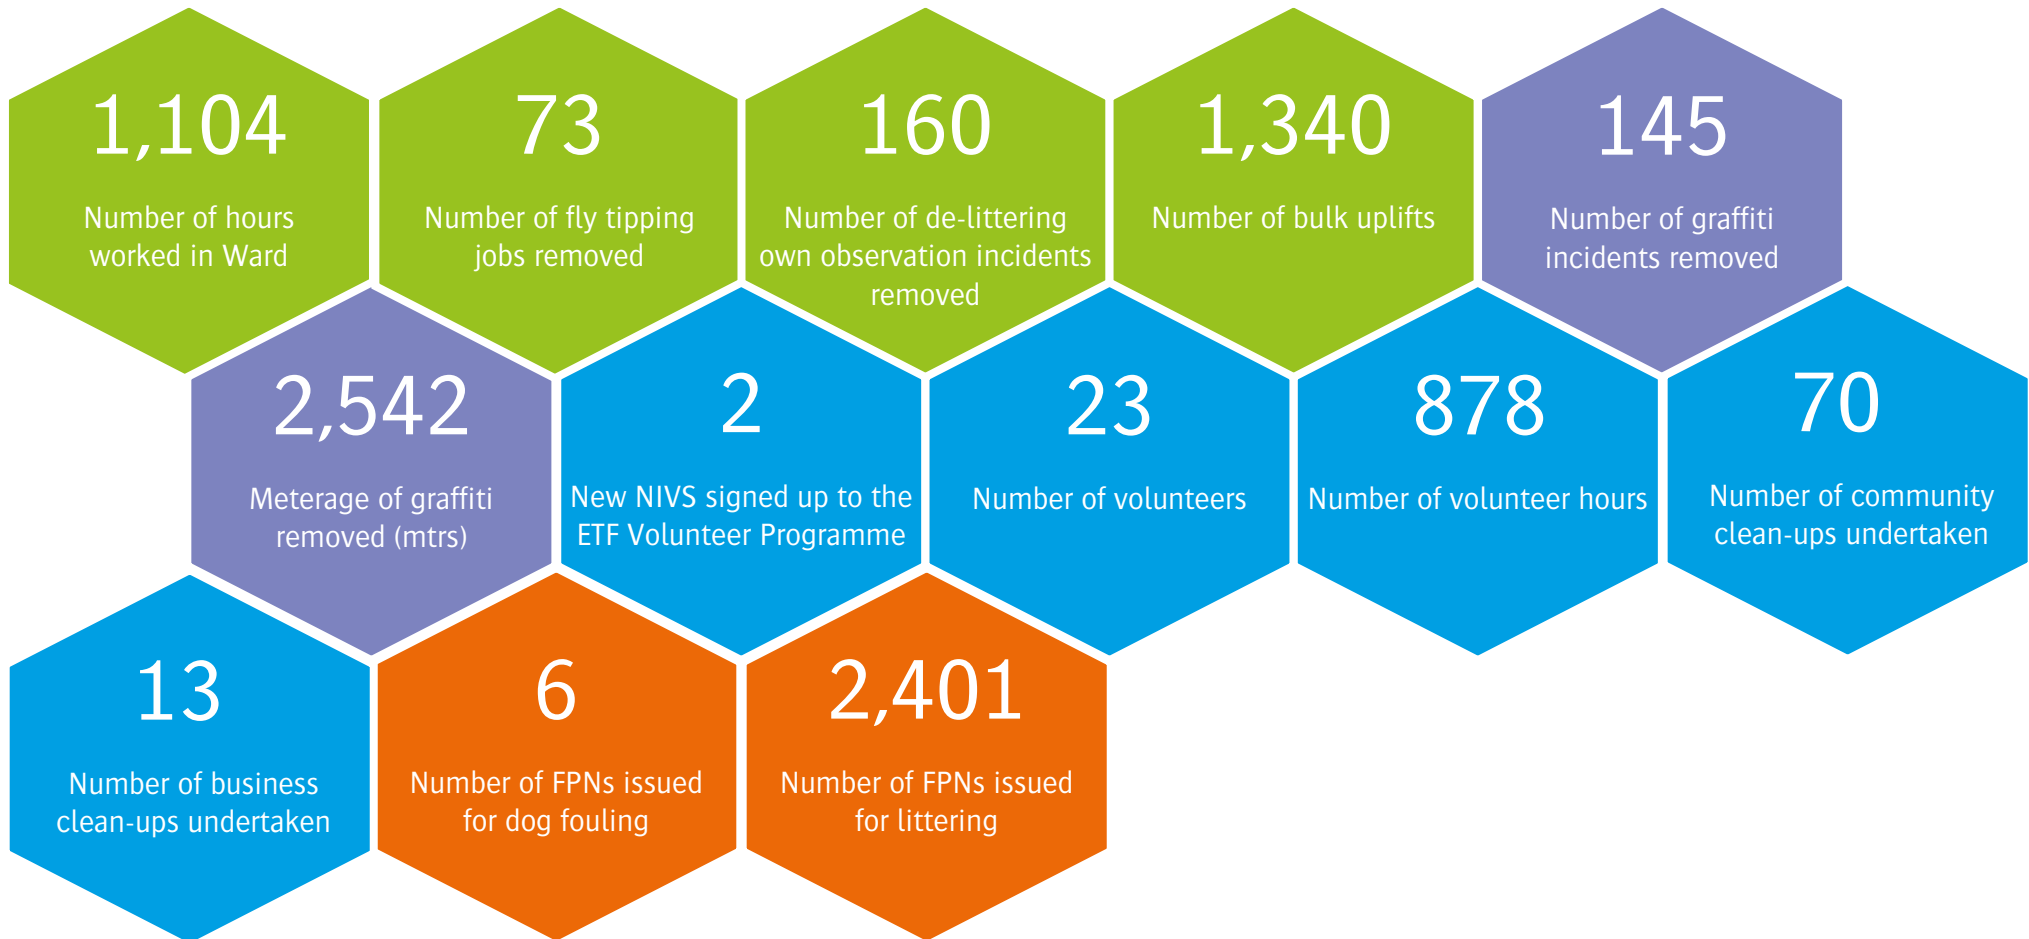 1,104
Number of hours
worked in Ward
73
Number of fly tipping
jobs removed
160
Number of de-littering
own observation incidents
removed
1,340
Number of bulk uplifts
145
Number of graffiti
incidents removed
2,542
Meterage of graffiti
removed (mtrs)
2
New NIVS signed up to the
ETF Volunteer Programme
23
Number of volunteers
878
Number of volunteer hours
70
Number of community
clean-ups undertaken
13
Number of business
clean-ups undertaken
6
Number of FPNs issued
for dog fouling
2,401
Number of FPNs issued
for littering